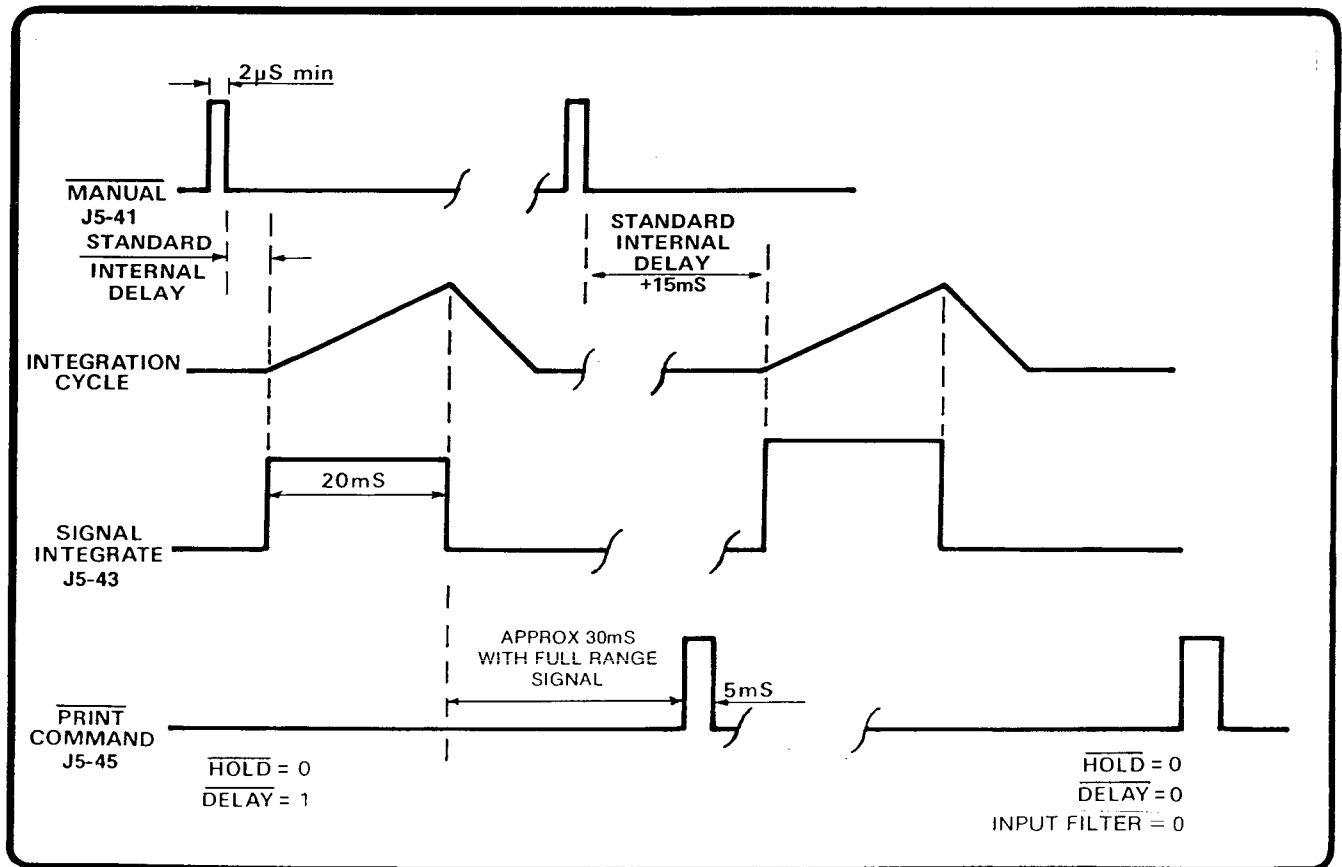 2µS min
MANUAL
J5-41
STANDARD
INTERNAL
DELAY
STANDARD
INTERNAL
DELAY
+15mS
INTEGRATION
CYCLE
20mS
SIGNAL
INTEGRATE
J5-43
APPROX 30mS
WITH FULL RANGE
SIGNAL
5mS
PRINT
COMMAND
J5-45
HOLD = 0
DELAY = 1
HOLD = 0
DELAY = 0
INPUT FILTER = 0